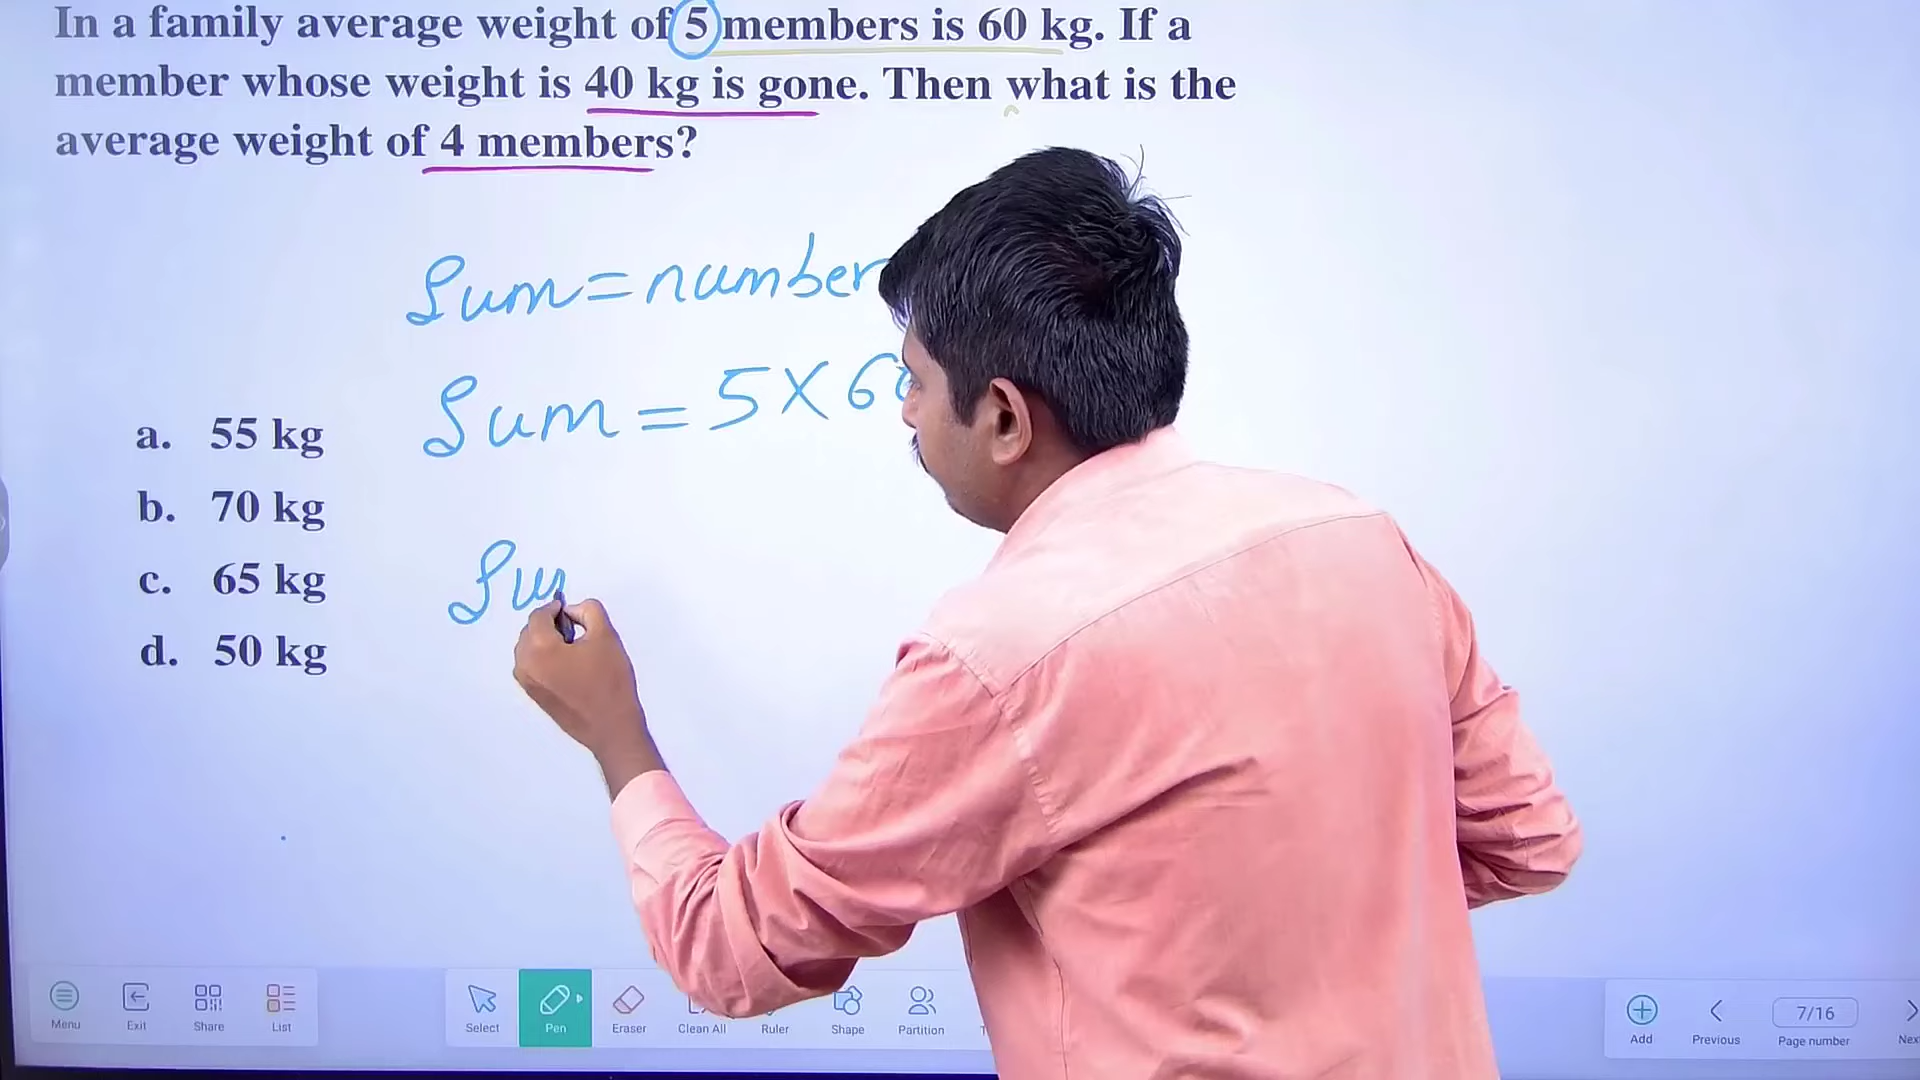 In a family average weight of 5 members is 60 kg. If a
member whose weight is 40 kg is gone. Then what is the
average weight of 4 members?
Sum = number
Sum = 5 X 60
a. 55 kg
b. 70 kg
c. 65 kg
d. 50 kg
Su
Menu Exit Share List Select Pen Eraser Clean All Ruler Shape Partition Add Previous 7/16 Page number